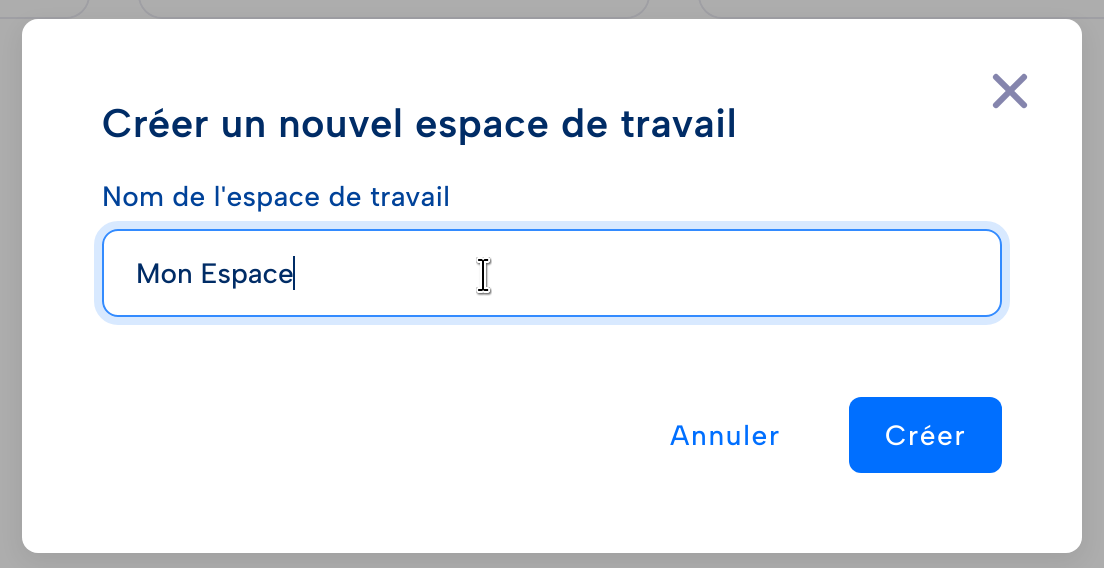 Créer un nouvel espace de travail
Nom de l'espace de travail
Mon Espace
Annuler
Créer